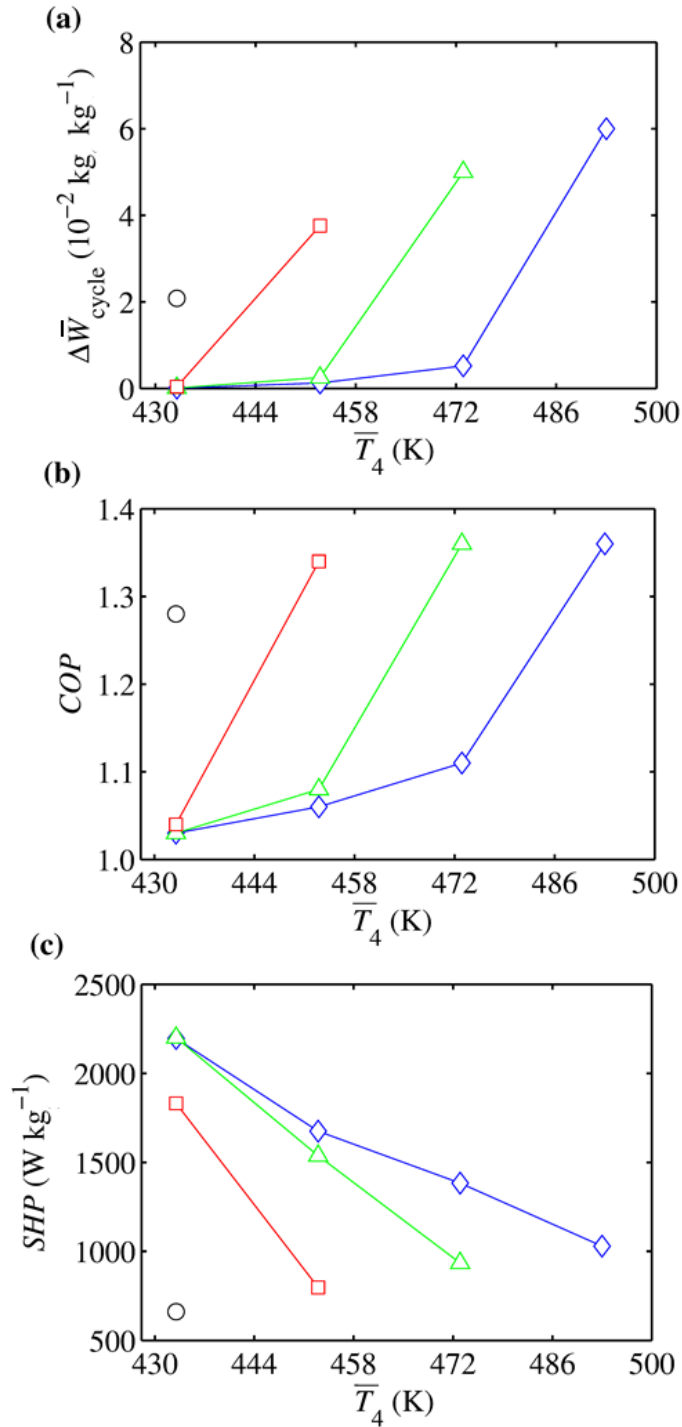 (a)
ΔW̅cycle (10−2 kg kg−1)
8
6
4
2
0
430 444 458 472 486 500
T̅4 (K)
(b)
COP
1.4
1.3
1.2
1.1
1.0
430 444 458 472 486 500
T̅4 (K)
(c)
SHP (W kg−1)
2500
2000
1500
1000
500
430 444 458 472 486 500
T̅4 (K)